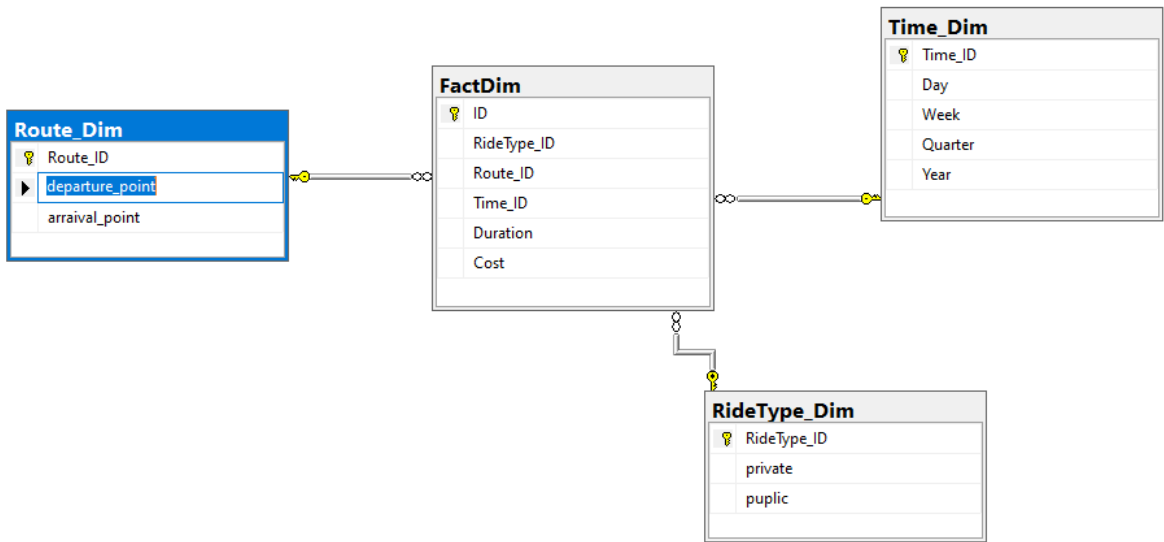 Route_Dim
Route_ID
departure_point
arraival_point
FactDim
ID
RideType_ID
Route_ID
Time_ID
Duration
Cost
Time_Dim
Time_ID
Day
Week
Quarter
Year
RideType_Dim
RideType_ID
private
puplic